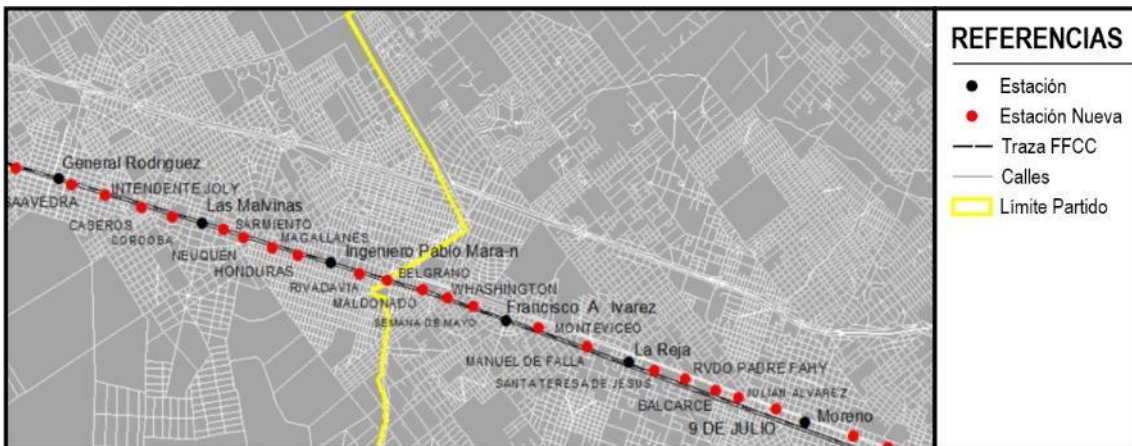 General Rodriguez
SAAVEDRA
INTENDENTE JOLY
Las Malvinas
CASEROS
CORDOBA
SARMIENTO
NEUQUEN
MAGALLANES
HONDURAS
Ingeniero Pablo Mara-n
RIVADAVIA
BELGRANO
MALDONADO
WHASHINGTON
SEMANA DE MAYO
Francisco A Ivarez
MONTEVICEO
MANUEL DE FALLA
La Reja
SANTA TERESA DE JESUS
RVDO PADRE FAHY
JULIAN ALVAREZ
BALCARCE
9 DE JULIO
Moreno
REFERENCIAS
Estación
Estación Nueva
Traza FFCC
Calles
Límite Partido